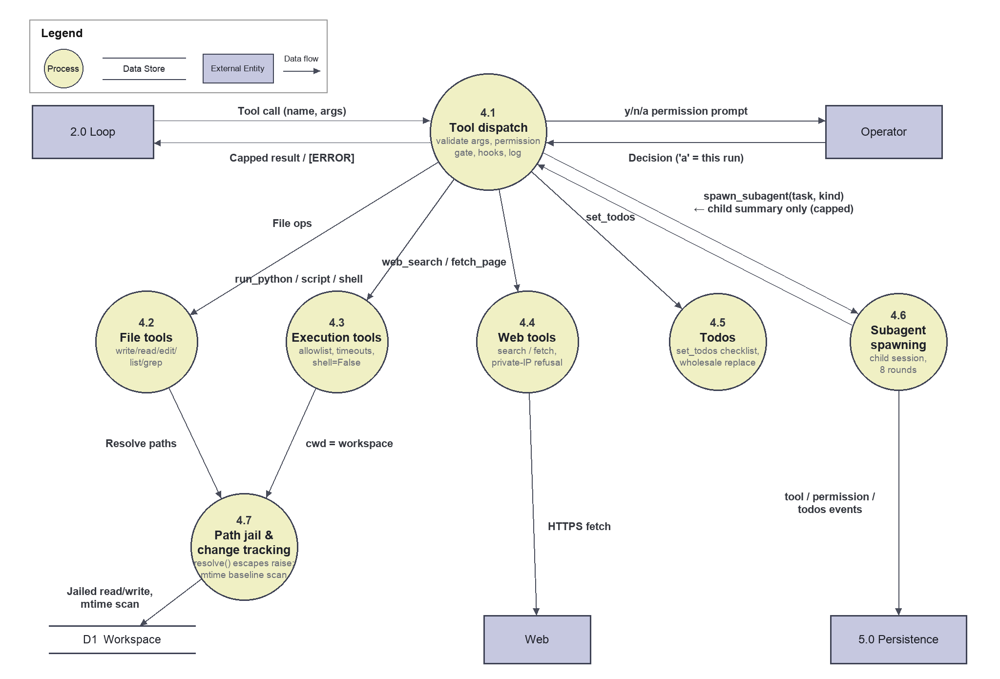 Legend
Process
Data Store
External Entity
Data flow
2.0 Loop
Tool call (name, args)
Capped result / [ERROR]
4.1
Tool dispatch
validate args, permission
gate, hooks, log
y/n/a permission prompt
Decision ('a' = this run)
Operator
File ops
run_python / script / shell
web_search / fetch_page
set_todos
spawn_subagent(task, kind)
← child summary only (capped)
4.2
File tools
write/read/edit/
list/grep
4.3
Execution tools
allowlist, timeouts,
shell=False
4.4
Web tools
search / fetch,
private-IP refusal
4.5
Todos
set_todos checklist,
wholesale replace
4.6
Subagent
spawning
child session,
8 rounds
Resolve paths
cwd = workspace
4.7
Path jail &
change tracking
resolve() escapes raise;
mtime baseline scan
HTTPS fetch
tool / permission /
todos events
Jailed read/write,
mtime scan
D1  Workspace
Web
5.0 Persistence